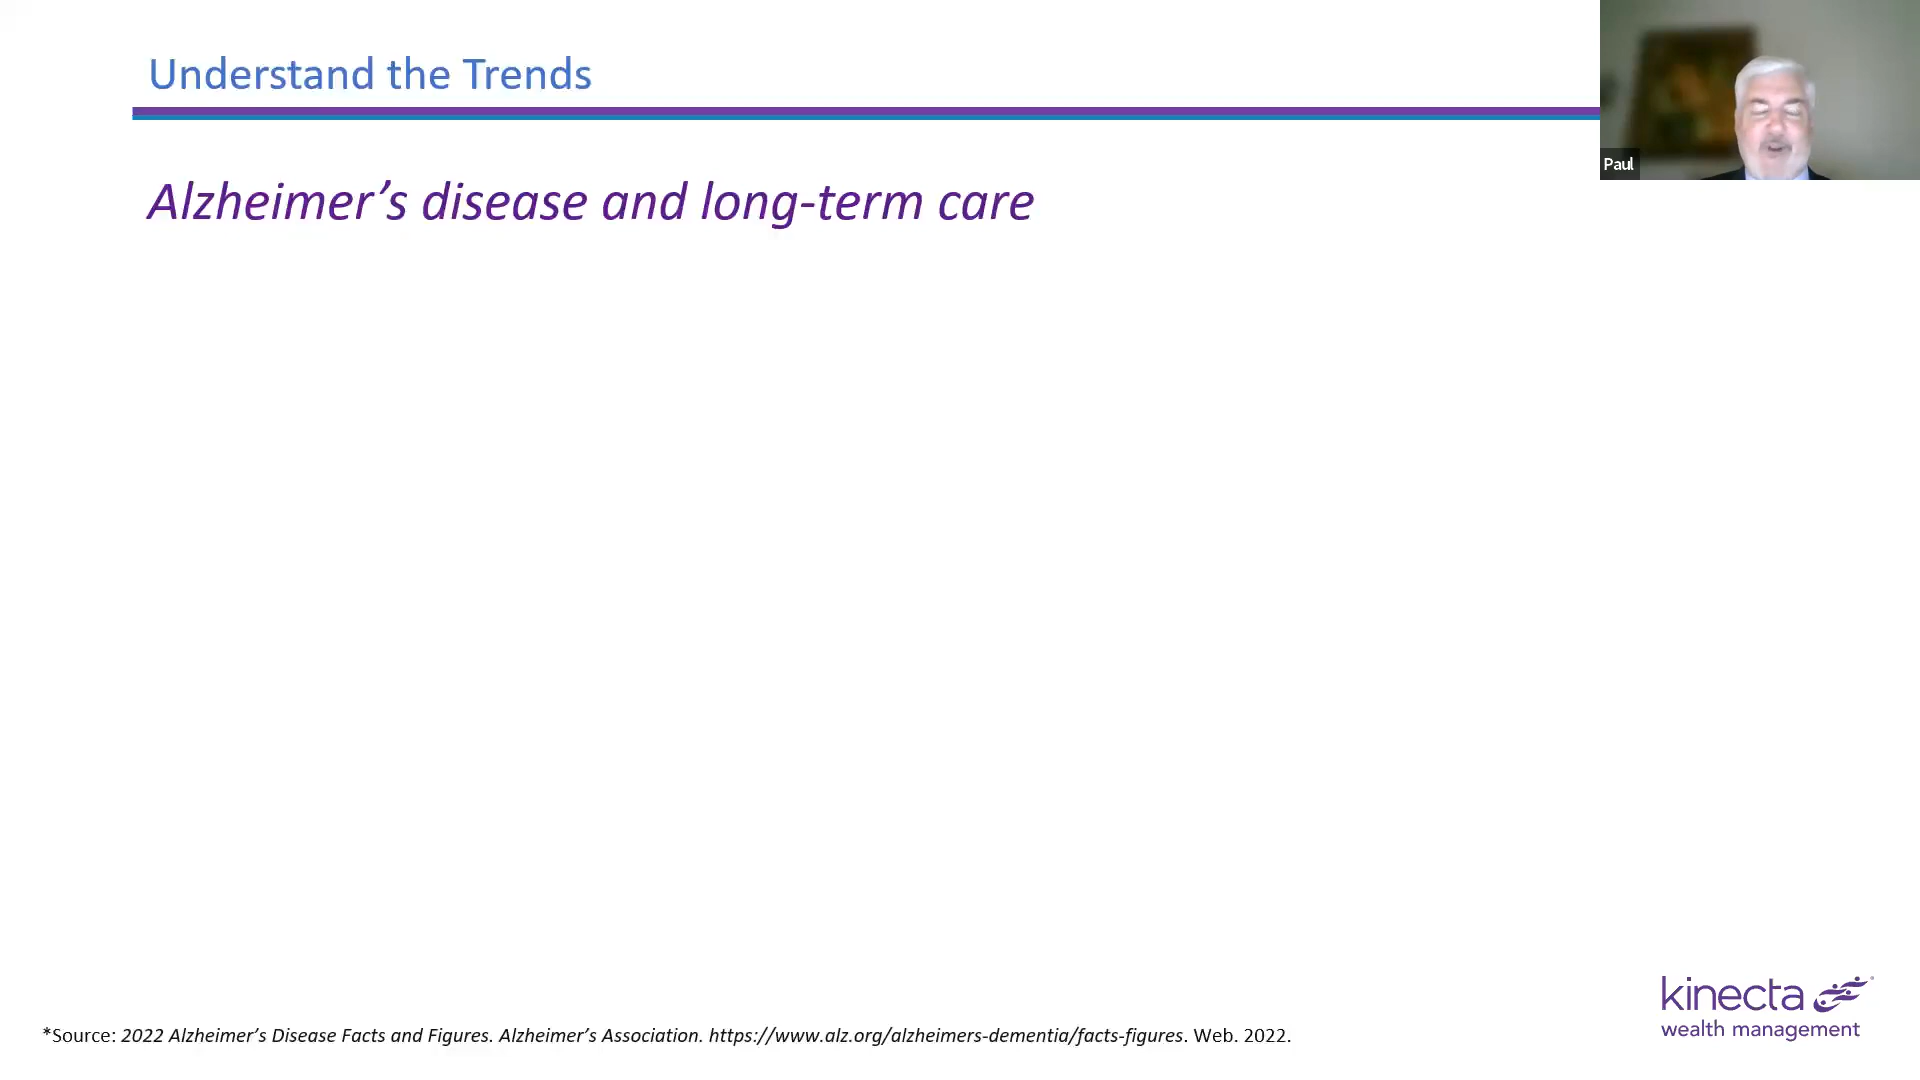 Understand the Trends
Paul
Alzheimer’s disease and long-term care
kinecta
wealth management
*Source: 2022 Alzheimer’s Disease Facts and Figures. Alzheimer’s Association. https://www.alz.org/alzheimers-dementia/facts-figures. Web. 2022.